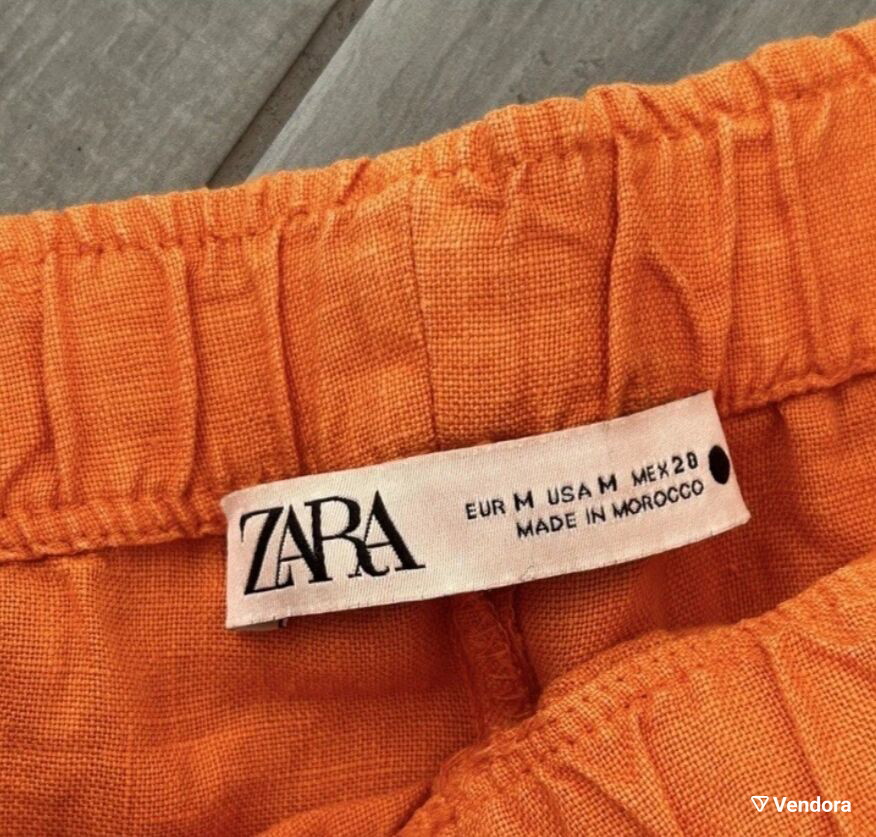 ZARA
EUR M USA M MEX 28
MADE IN MOROCCO
Vendora